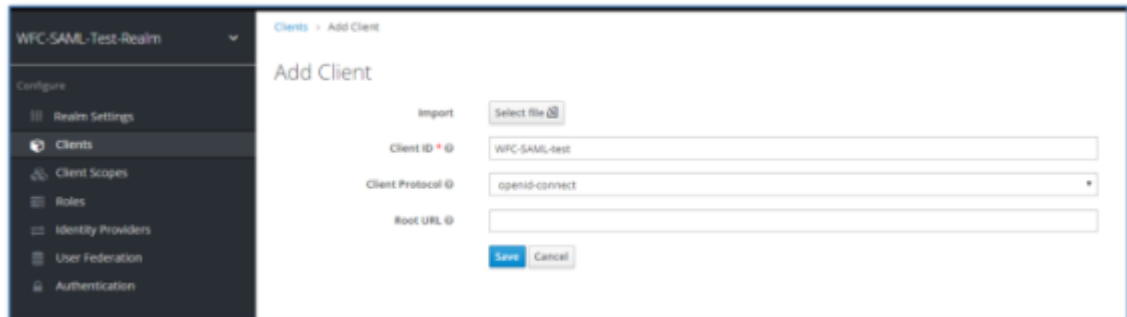 WFC-SAML-Test-Realm
Clients > Add Client
Add Client
Configure
Realm Settings
Clients
Client Scopes
Roles
Identity Providers
User Federation
Authentication
Import Select file
Client ID * WFC-SAML-test
Client Protocol openid-connect
Root URL
Save Cancel